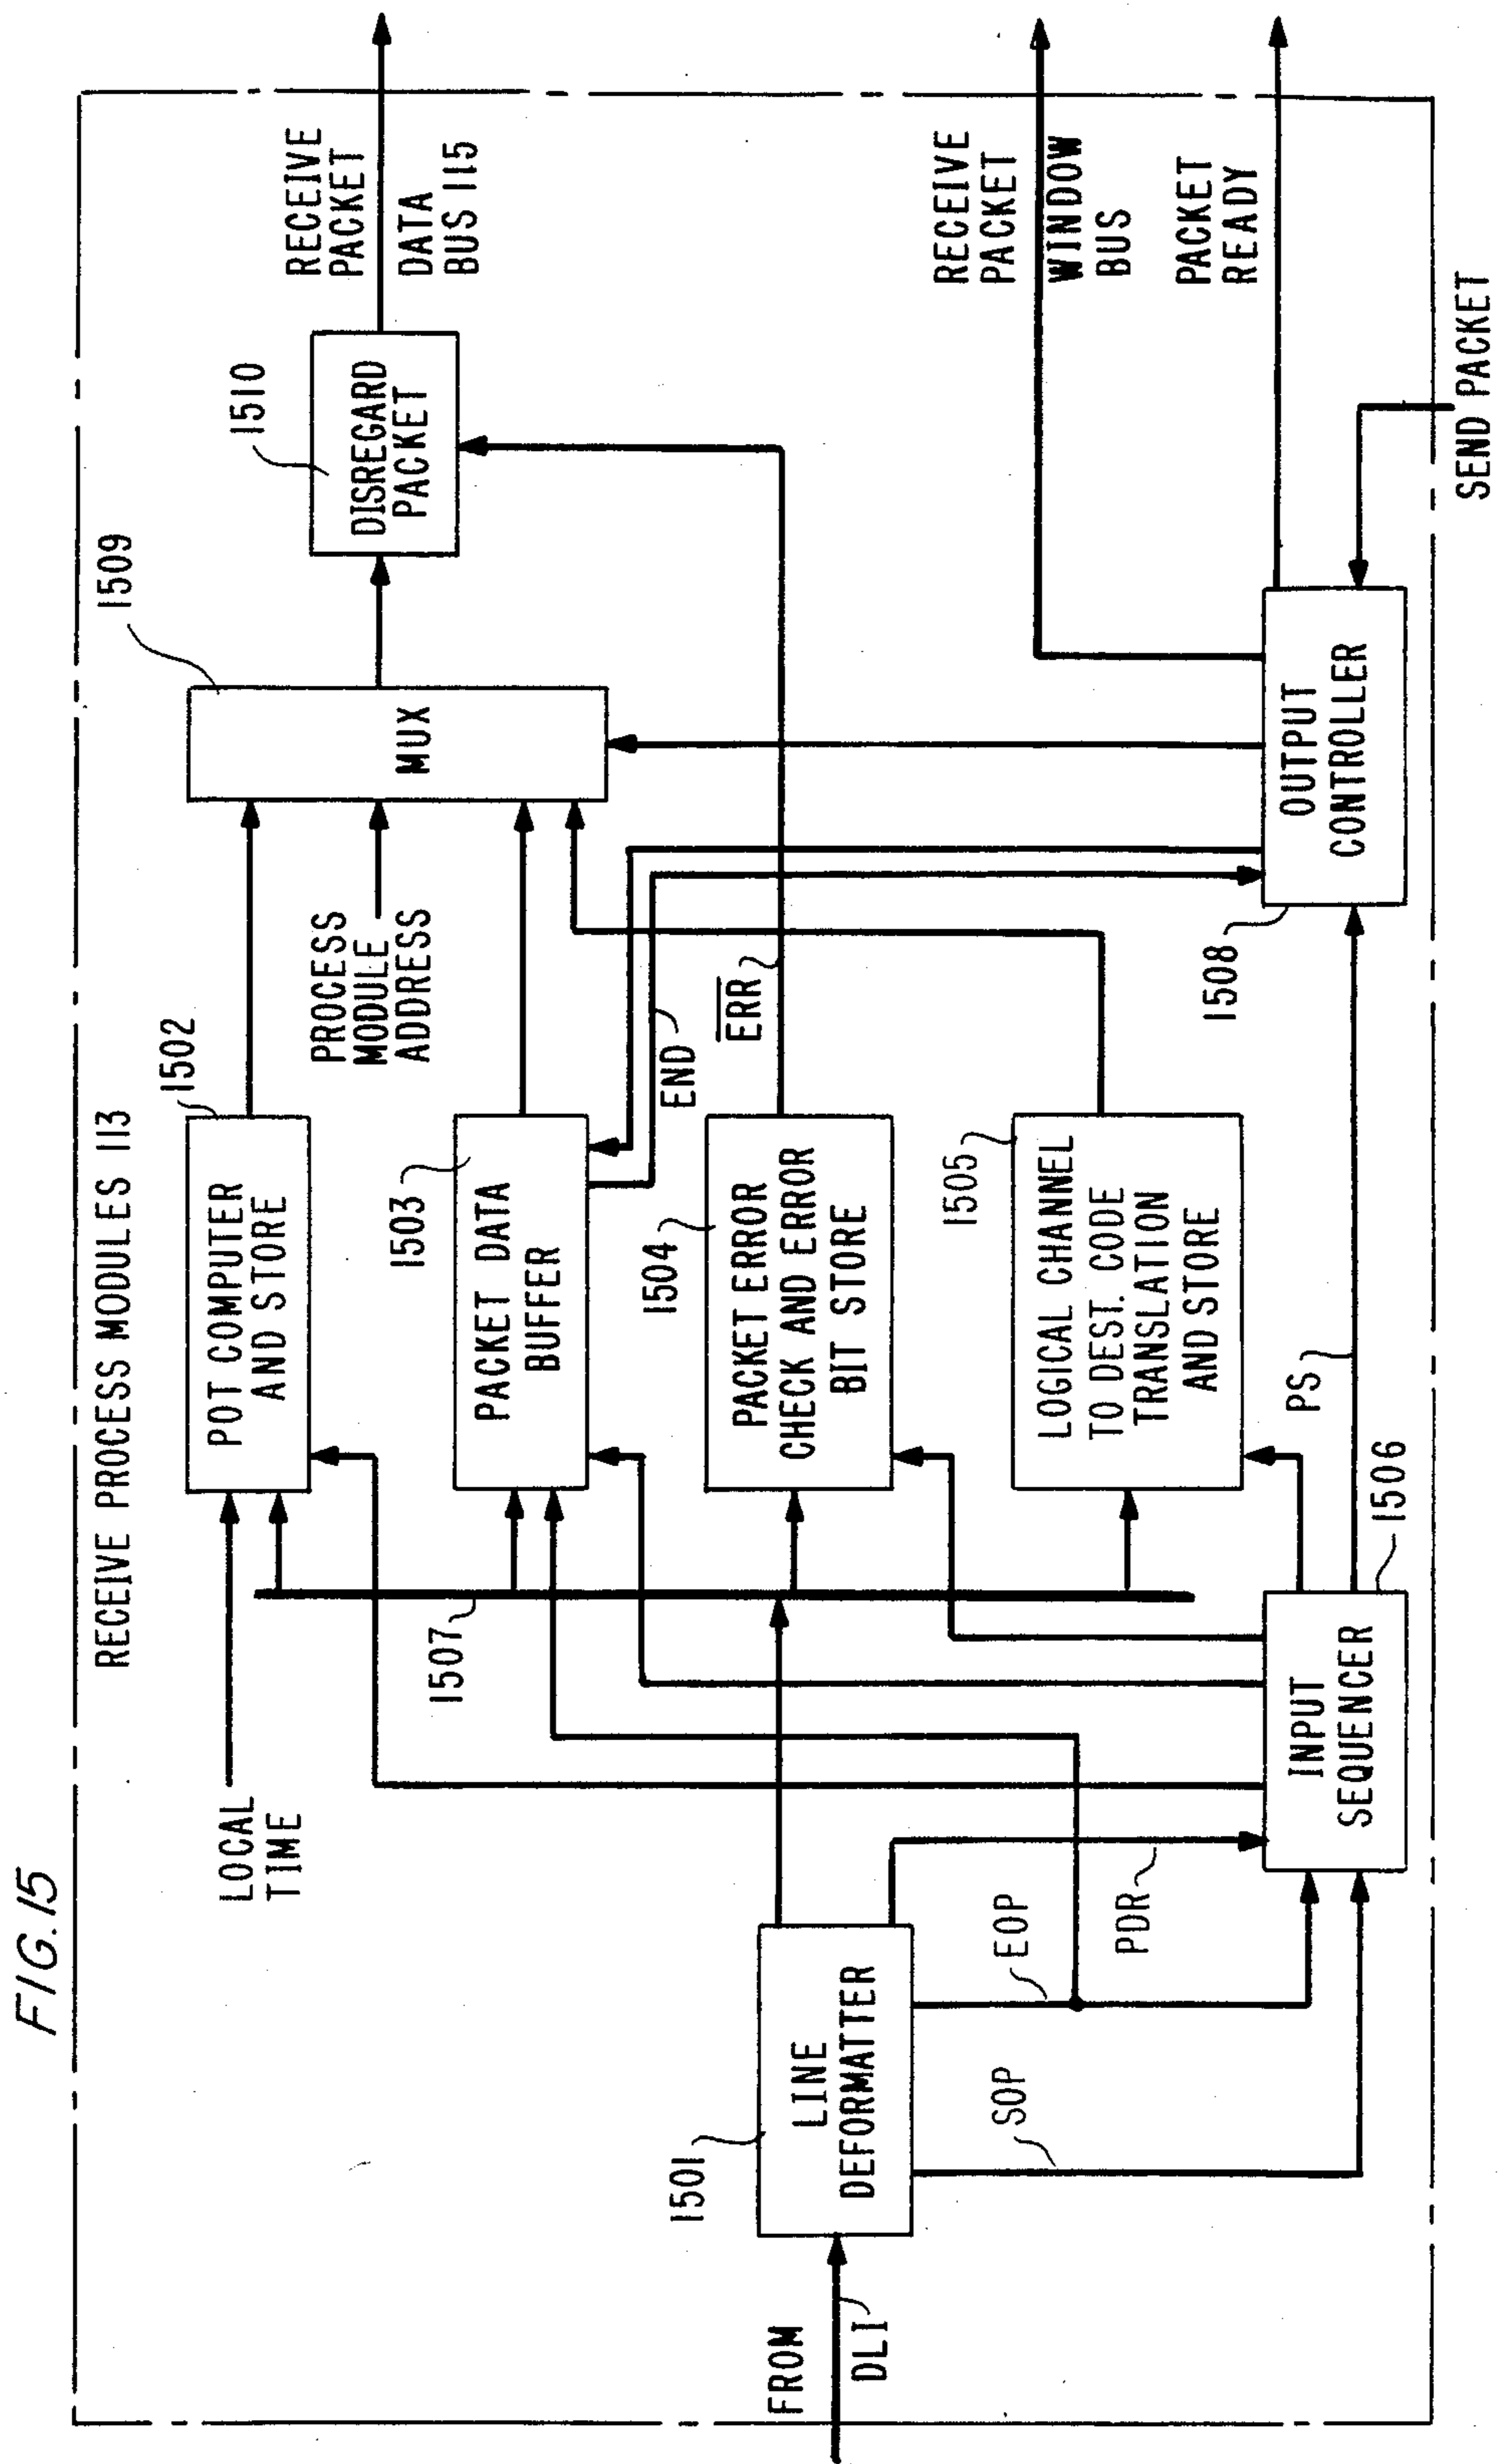 FIG. 15
RECEIVE PROCESS MODULES 113
LOCAL
TIME
1502
POT COMPUTER
AND STORE
PROCESS
MODULE
ADDRESS
1509
MUX
1510
DISREGARD
PACKET
RECEIVE
PACKET
DATA
BUS 115
1507
1503
PACKET DATA
BUFFER
END
ERR
1504
PACKET ERROR
CHECK AND ERROR
BIT STORE
1505
LOGICAL CHANNEL
TO DEST. CODE
TRANSLATION
AND STORE
FROM
DLI
1501
LINE
DEFORMATTER
SOP
EOP
PDR
INPUT
SEQUENCER
1506
PS
1508
OUTPUT
CONTROLLER
RECEIVE
PACKET
WINDOW
BUS
PACKET
READY
SEND PACKET